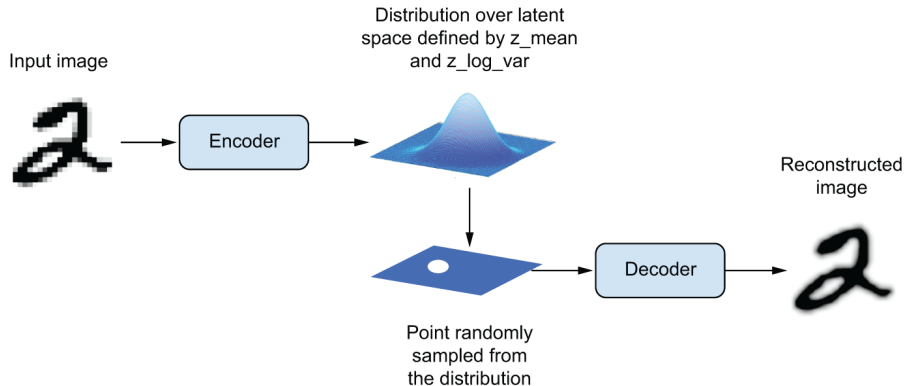 Distribution over latent
space defined by z_mean
and z_log_var
Input image
Encoder
Reconstructed
image
Decoder
Point randomly
sampled from
the distribution